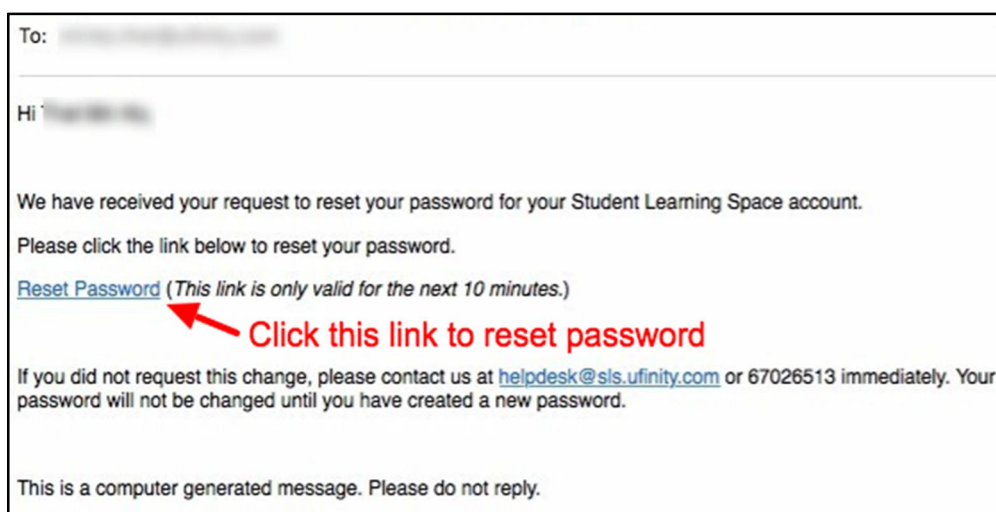 To:
Hi
We have received your request to reset your password for your Student Learning Space account.
Please click the link below to reset your password.
Reset Password (This link is only valid for the next 10 minutes.)
Click this link to reset password
If you did not request this change, please contact us at helpdesk@sls.ufinity.com or 67026513 immediately. Your
password will not be changed until you have created a new password.
This is a computer generated message. Please do not reply.